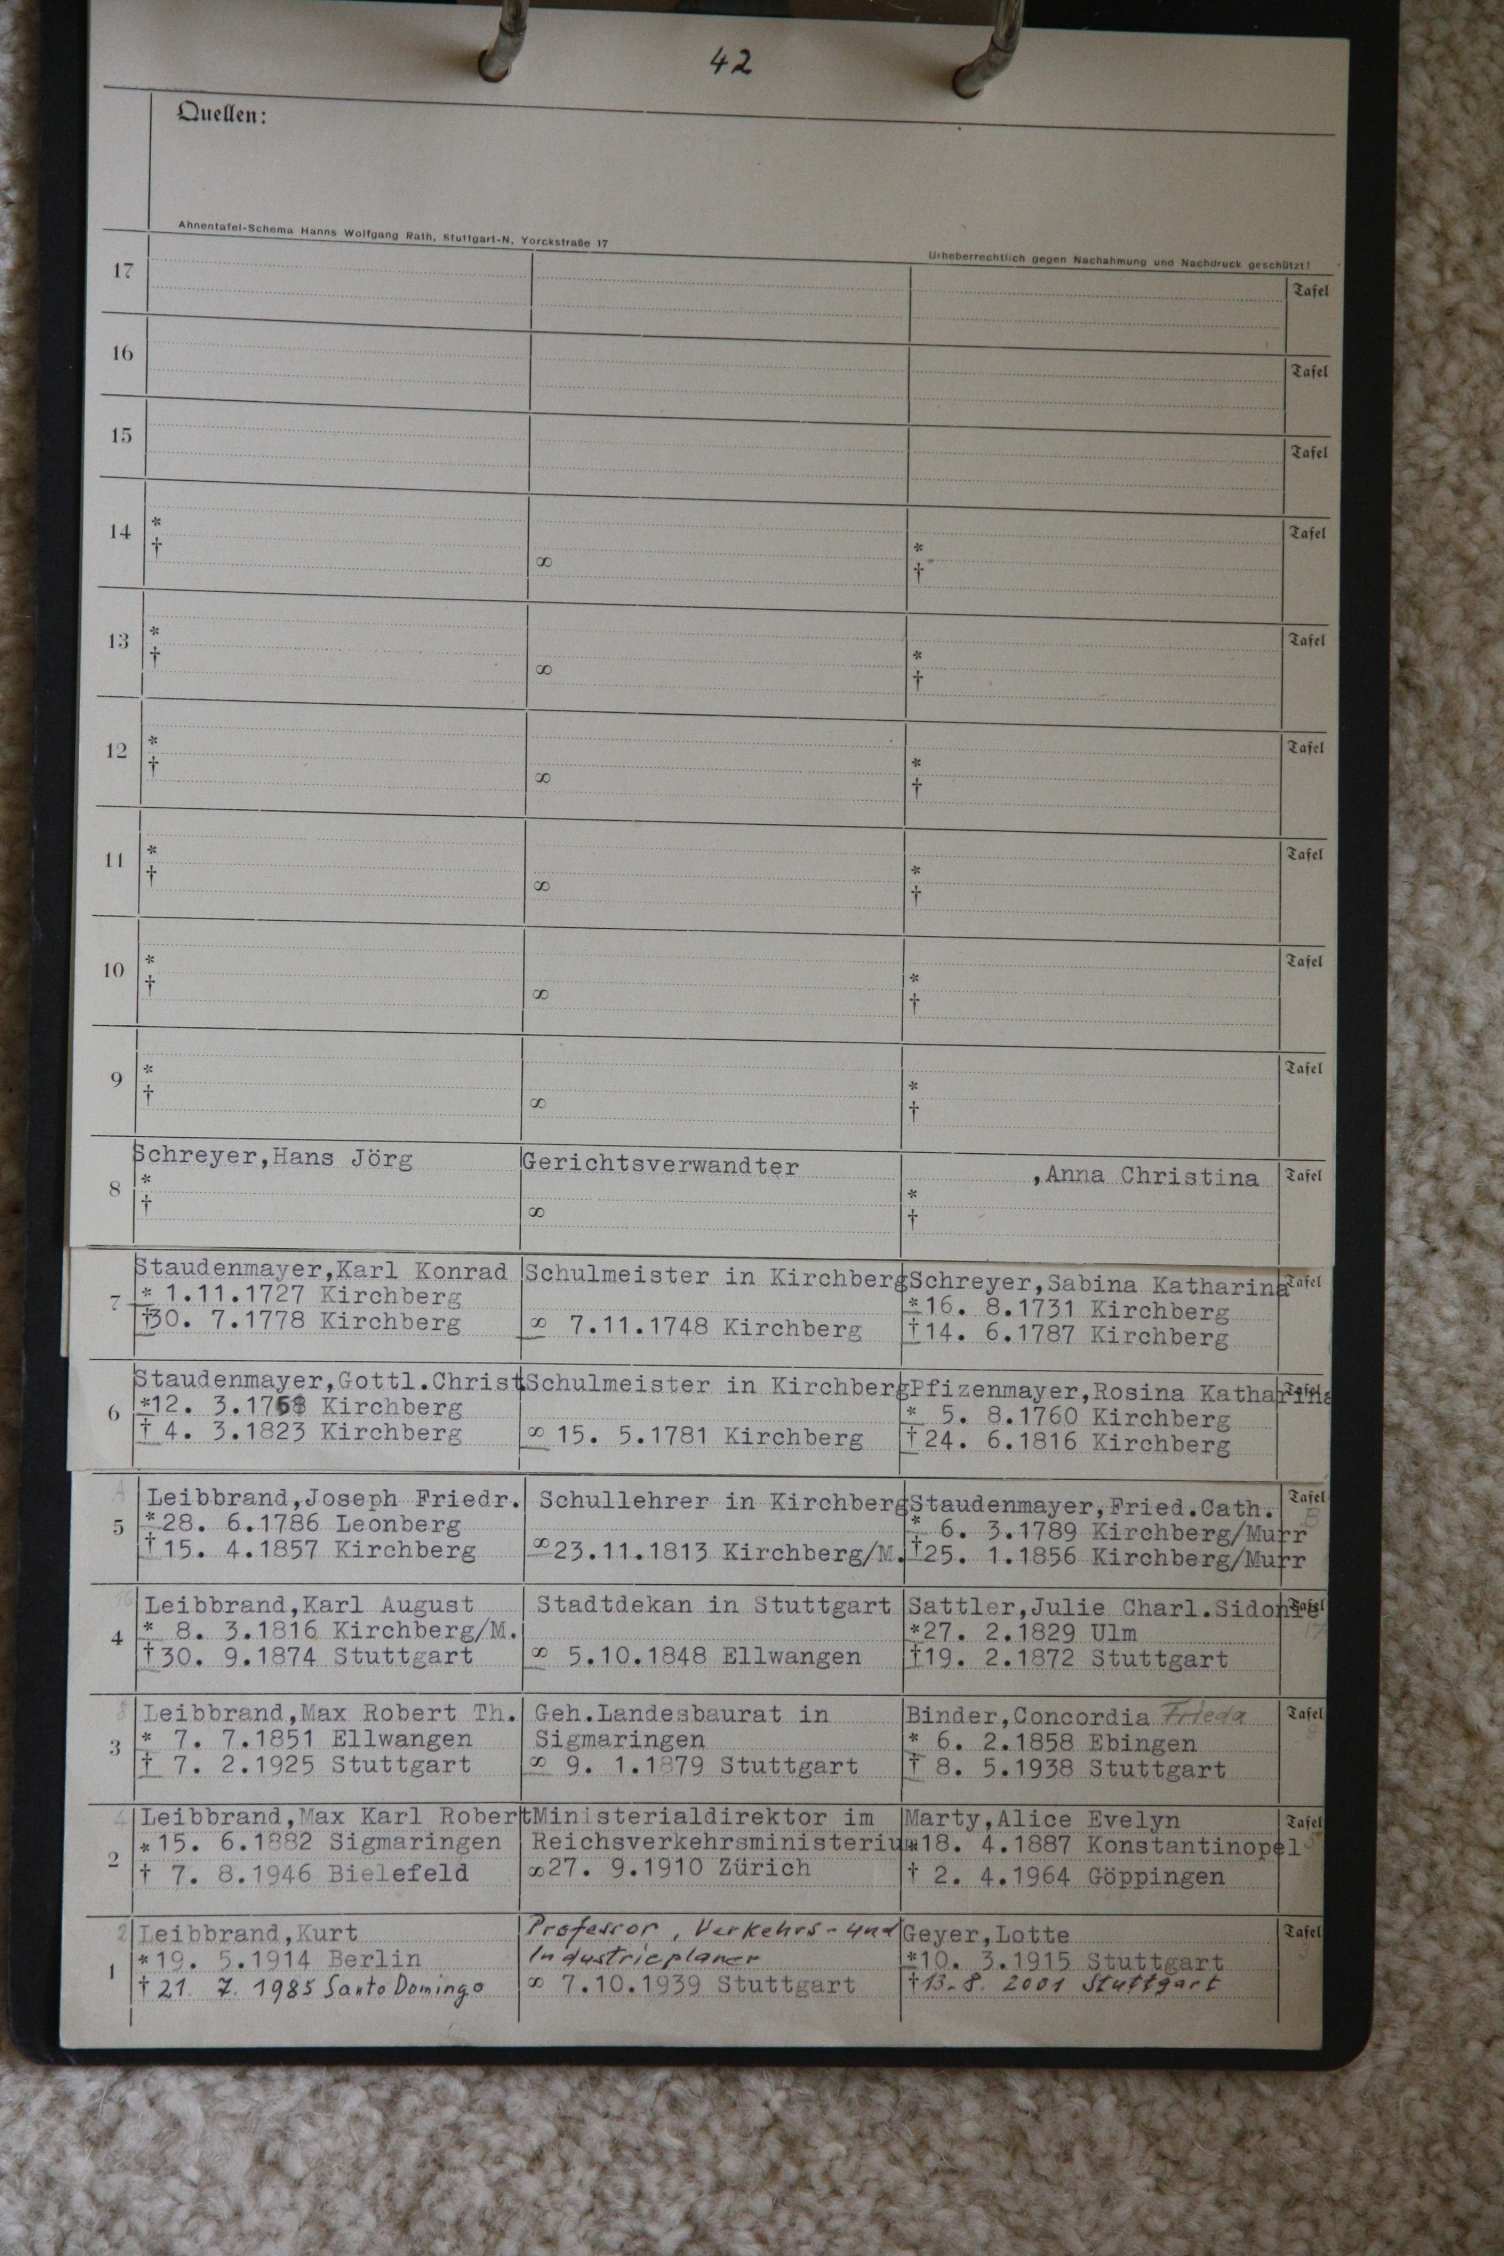 42
Quellen:
Ahnentafel-Schema Hanns Wolfgang Rath, Stuttgart-N, Yorckstraße 17
Urheberrechtlich gegen Nachahmung und Nachdruck geschützt!
17 Tafel
16 Tafel
15 Tafel
14 Tafel
* *
† ∞ †
13 Tafel
* *
† ∞ †
12 Tafel
* *
† ∞ †
11 Tafel
* *
† ∞ †
10 Tafel
* *
† ∞ †
9 Tafel
* *
† ∞ †
Schreyer,Hans Jörg Gerichtsverwandter ,Anna Christina Tafel
8 * *
† ∞ †
Staudenmayer,Karl Konrad Schulmeister in Kirchberg Schreyer,Sabina Katharina Tafel
7 * 1.11.1727 Kirchberg *16. 8.1731 Kirchberg
†30. 7.1778 Kirchberg ∞ 7.11.1748 Kirchberg †14. 6.1787 Kirchberg
Staudenmayer,Gottl.Christ Schulmeister in Kirchberg Pfizenmayer,Rosina Katharina Tafel
6 *12. 3.1758 Kirchberg * 5. 8.1760 Kirchberg
† 4. 3.1823 Kirchberg ∞ 15. 5.1781 Kirchberg †24. 6.1816 Kirchberg
Leibbrand,Joseph Friedr. Schullehrer in Kirchberg Staudenmayer,Fried.Cath. Tafel
5 *28. 6.1786 Leonberg * 6. 3.1789 Kirchberg/Murr
†15. 4.1857 Kirchberg ∞23.11.1813 Kirchberg/M. †25. 1.1856 Kirchberg/Murr
Leibbrand,Karl August Stadtdekan in Stuttgart Sattler,Julie Charl.Sidonie Tafel
4 * 8. 3.1816 Kirchberg/M. *27. 2.1829 Ulm
†30. 9.1874 Stuttgart ∞ 5.10.1848 Ellwangen †19. 2.1872 Stuttgart
Leibbrand,Max Robert Th. Geh.Landesbaurat in Binder,Concordia Frieda Tafel
3 * 7. 7.1851 Ellwangen Sigmaringen * 6. 2.1858 Ebingen
† 7. 2.1925 Stuttgart ∞ 9. 1.1879 Stuttgart † 8. 5.1938 Stuttgart
Leibbrand,Max Karl Robert Ministerialdirektor im Marty,Alice Evelyn Tafel
2 *15. 6.1882 Sigmaringen Reichsverkehrsministerium *18. 4.1887 Konstantinopel
† 7. 8.1946 Bielefeld ∞27. 9.1910 Zürich † 2. 4.1964 Göppingen
2 Leibbrand,Kurt Professor, Verkehrs- und Geyer,Lotte Tafel
1 *19. 5.1914 Berlin Industrieplaner *10. 3.1915 Stuttgart
†21. 7. 1985 Santo Domingo ∞ 7.10.1939 Stuttgart †13. 8. 2001 Stuttgart